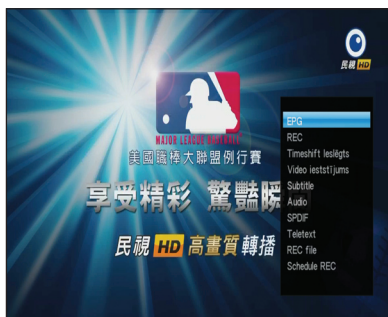 民視 HD
MAJOR LEAGUE BASEBALL
美國職棒大聯盟例行賽
享受精彩 驚豔瞬
民視 HD 高畫質轉播
EPG
REC
Timeshift Ieslēgts
Video iestatījums
Subtitle
Audio
SPDIF
Teletext
REC file
Schedule REC